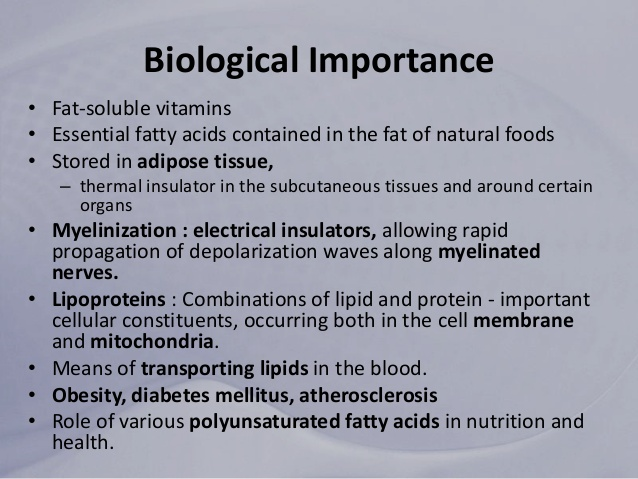 Biological Importance
• Fat-soluble vitamins
• Essential fatty acids contained in the fat of natural foods
• Stored in adipose tissue,
– thermal insulator in the subcutaneous tissues and around certain
organs
• Myelinization : electrical insulators, allowing rapid
propagation of depolarization waves along myelinated
nerves.
• Lipoproteins : Combinations of lipid and protein - important
cellular constituents, occurring both in the cell membrane
and mitochondria.
• Means of transporting lipids in the blood.
• Obesity, diabetes mellitus, atherosclerosis
• Role of various polyunsaturated fatty acids in nutrition and
health.